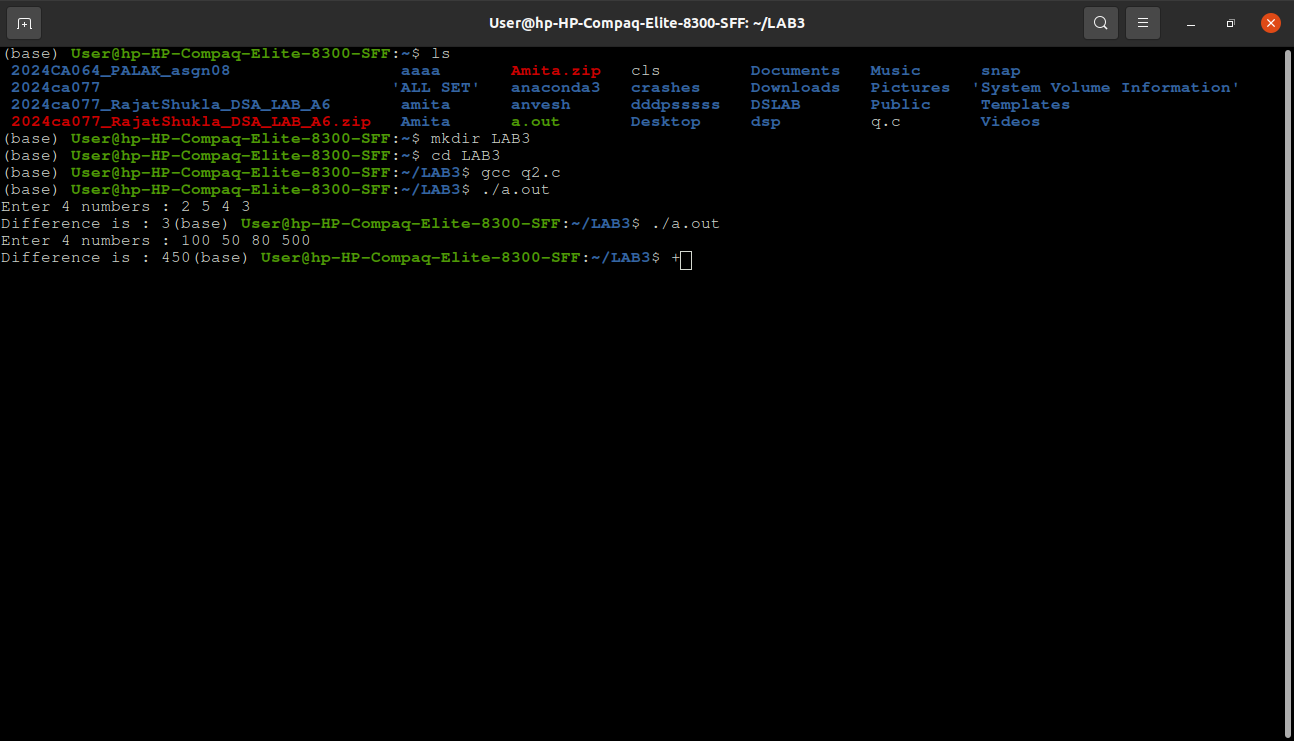 User@hp-HP-Compaq-Elite-8300-SFF: ~/LAB3
(base) User@hp-HP-Compaq-Elite-8300-SFF:~$ ls
2024CA064_PALAK_asgn08 aaaa Amita.zip cls Documents Music snap
2024ca077 'ALL SET' anaconda3 crashes Downloads Pictures 'System Volume Information'
2024ca077_RajatShukla_DSA_LAB_A6 amita anvesh dddpsssss DSLAB Public Templates
2024ca077_RajatShukla_DSA_LAB_A6.zip Amita a.out Desktop dsp q.c Videos
(base) User@hp-HP-Compaq-Elite-8300-SFF:~$ mkdir LAB3
(base) User@hp-HP-Compaq-Elite-8300-SFF:~$ cd LAB3
(base) User@hp-HP-Compaq-Elite-8300-SFF:~/LAB3$ gcc q2.c
(base) User@hp-HP-Compaq-Elite-8300-SFF:~/LAB3$ ./a.out
Enter 4 numbers : 2 5 4 3
Difference is : 3(base) User@hp-HP-Compaq-Elite-8300-SFF:~/LAB3$ ./a.out
Enter 4 numbers : 100 50 80 500
Difference is : 450(base) User@hp-HP-Compaq-Elite-8300-SFF:~/LAB3$ +